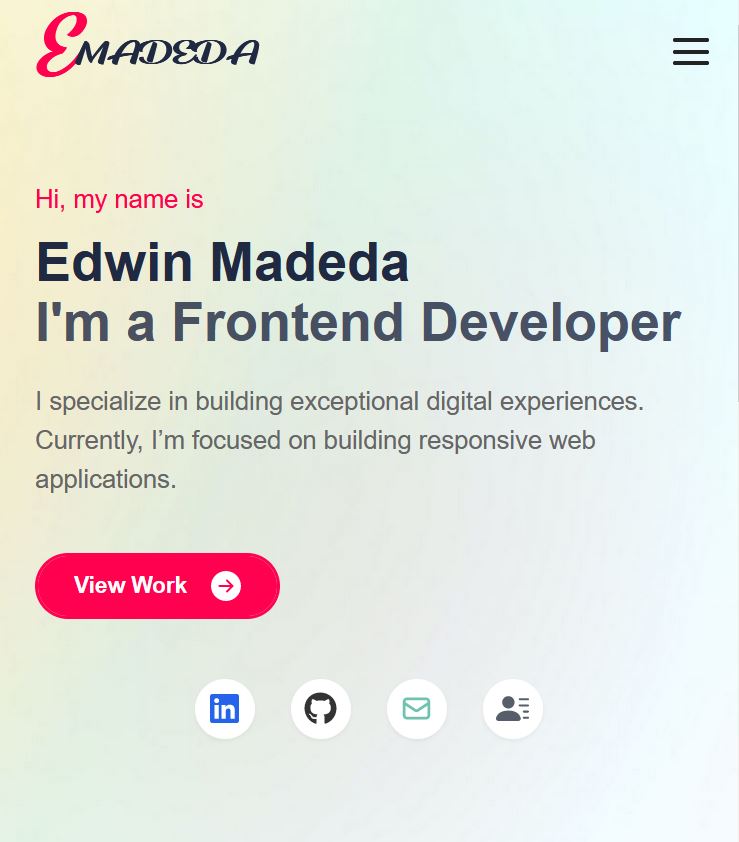 EMADEDA
Hi, my name is
Edwin Madeda
I'm a Frontend Developer
I specialize in building exceptional digital experiences.
Currently, I’m focused on building responsive web
applications.
View Work
in